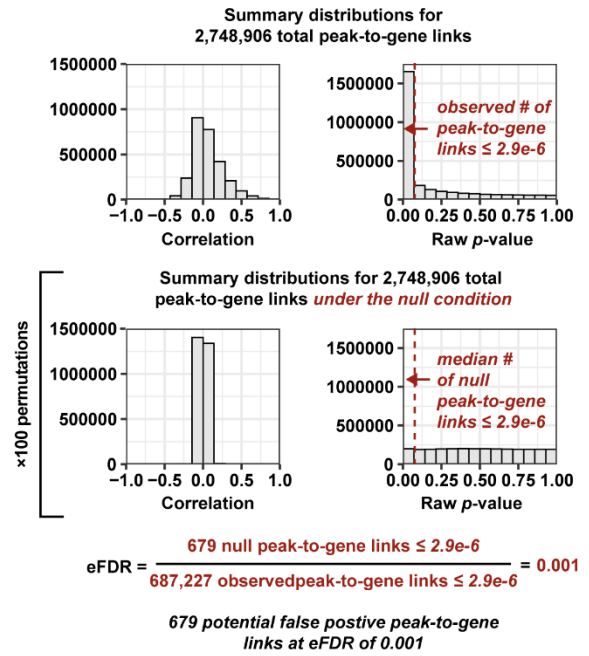 Summary distributions for
2,748,906 total peak-to-gene links
1500000
1000000
500000
0
−1.0 −0.5 0.0 0.5 1.0
Correlation
1500000
1000000
500000
0
0.00 0.25 0.50 0.75 1.00
Raw p-value
observed # of
peak-to-gene
links ≤ 2.9e-6
Summary distributions for 2,748,906 total
peak-to-gene links under the null condition
×100 permutations
1500000
1000000
500000
0
−1.0 −0.5 0.0 0.5 1.0
Correlation
1500000
1000000
500000
0
0.00 0.25 0.50 0.75 1.00
Raw p-value
median #
of null
peak-to-gene
links ≤ 2.9e-6
679 null peak-to-gene links ≤ 2.9e-6
eFDR = = 0.001
687,227 observedpeak-to-gene links ≤ 2.9e-6
679 potential false postive peak-to-gene
links at eFDR of 0.001